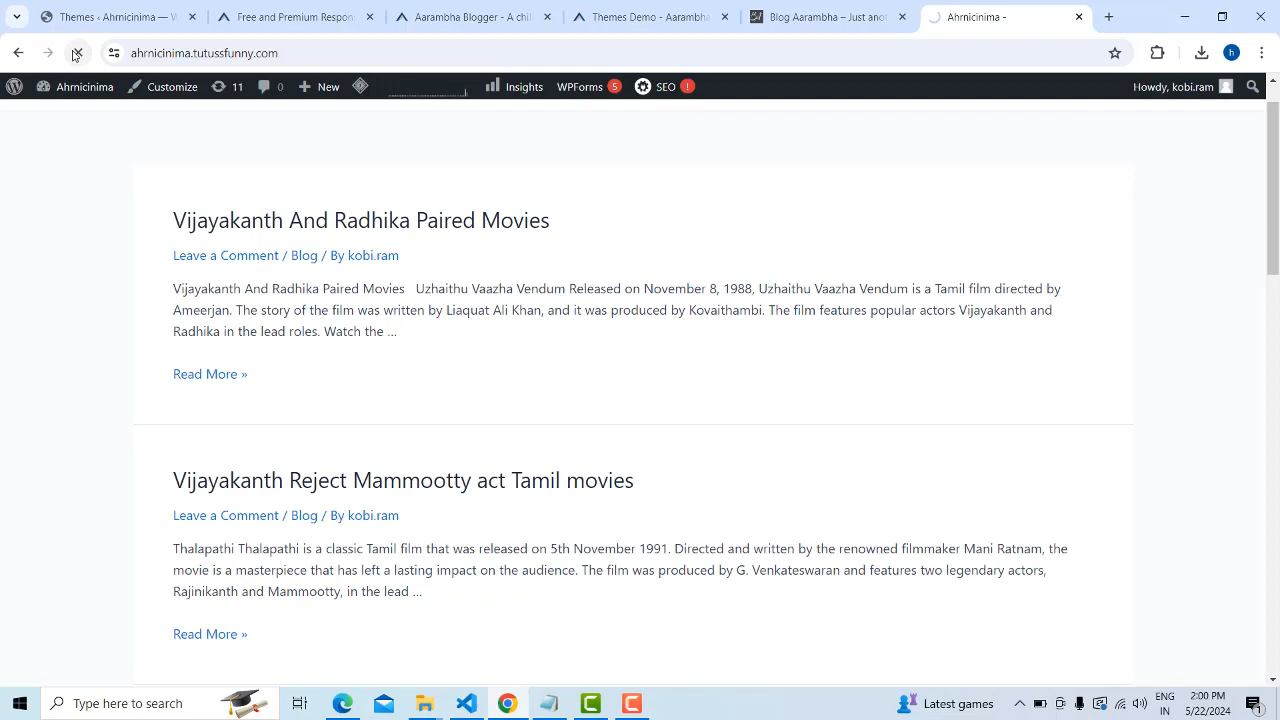 Themes ‹ Ahrnicinima — W
Free and Premium Respon
Aarambha Blogger - A chil
Themes Demo - Aarambh
Blog Aarambha – Just anot
Ahrnicinima -
ahrnicinima.tutussfunny.com
h
Ahrnicinima Customize 11 0 New Insights WPForms 5 SEO ! Howdy, kobi.ram
Vijayakanth And Radhika Paired Movies
Leave a Comment / Blog / By kobi.ram
Vijayakanth And Radhika Paired Movies Uzhaithu Vaazha Vendum Released on November 8, 1988, Uzhaithu Vaazha Vendum is a Tamil film directed by
Ameerjan. The story of the film was written by Liaquat Ali Khan, and it was produced by Kovaithambi. The film features popular actors Vijayakanth and
Radhika in the lead roles. Watch the …
Read More »
Vijayakanth Reject Mammootty act Tamil movies
Leave a Comment / Blog / By kobi.ram
Thalapathi Thalapathi is a classic Tamil film that was released on 5th November 1991. Directed and written by the renowned filmmaker Mani Ratnam, the
movie is a masterpiece that has left a lasting impact on the audience. The film was produced by G. Venkateswaran and features two legendary actors,
Rajinikanth and Mammootty, in the lead …
Read More »
Type here to search
Latest games
ENG
IN
2:00 PM
5/22/2024